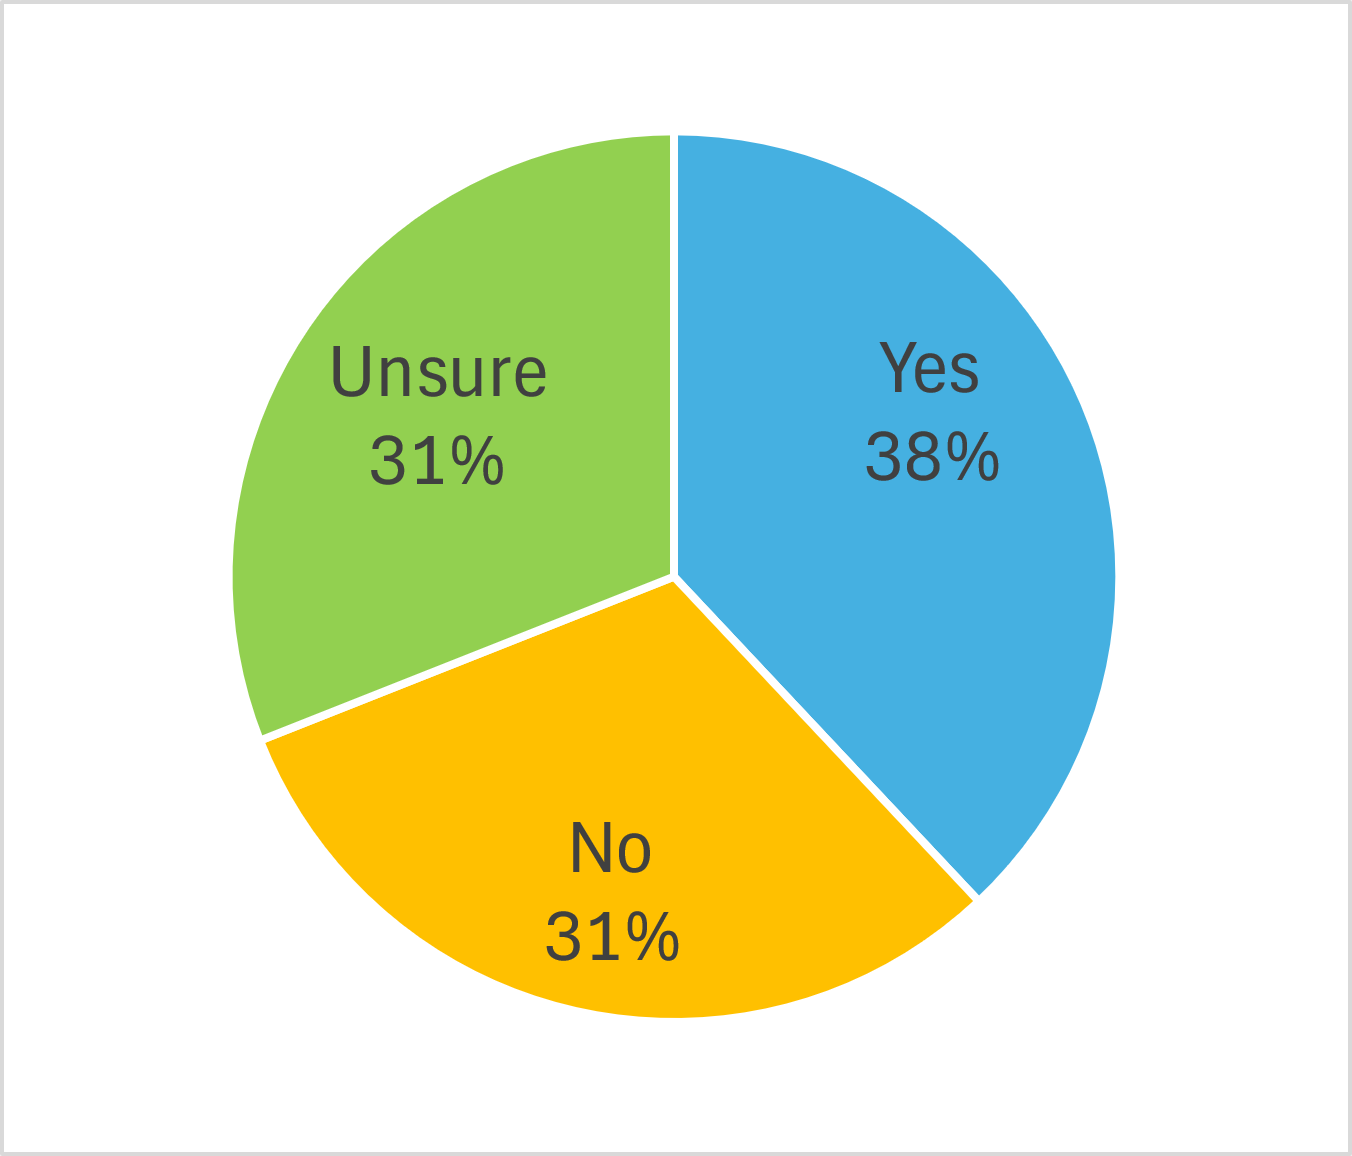 Unsure
31%
Yes
38%
No
31%